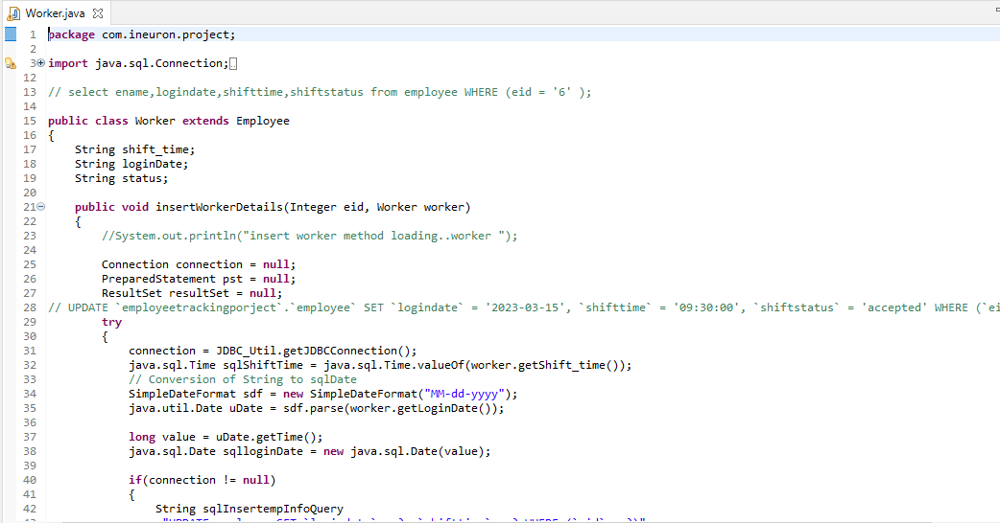 Worker.java
1 package com.ineuron.project;
2
3 import java.sql.Connection;
12
13 // select ename,logindate,shifttime,shiftstatus from employee WHERE (eid = '6' );
14
15 public class Worker extends Employee
16 {
17 String shift_time;
18 String loginDate;
19 String status;
20
21 public void insertWorkerDetails(Integer eid, Worker worker)
22 {
23 //System.out.println("insert worker method loading..worker ");
24
25 Connection connection = null;
26 PreparedStatement pst = null;
27 ResultSet resultSet = null;
28 // UPDATE `employeetrackingporject`.`employee` SET `logindate` = '2023-03-15', `shifttime` = '09:30:00', `shiftstatus` = 'accepted' WHERE (`ei
29 try
30 {
31 connection = JDBC_Util.getJDBCConnection();
32 java.sql.Time sqlShiftTime = java.sql.Time.valueOf(worker.getShift_time());
33 // Conversion of String to sqlDate
34 SimpleDateFormat sdf = new SimpleDateFormat("MM-dd-yyyy");
35 java.util.Date uDate = sdf.parse(worker.getLoginDate());
36
37 long value = uDate.getTime();
38 java.sql.Date sqlloginDate = new java.sql.Date(value);
39
40 if(connection != null)
41 {
42 String sqlInsertempInfoQuery